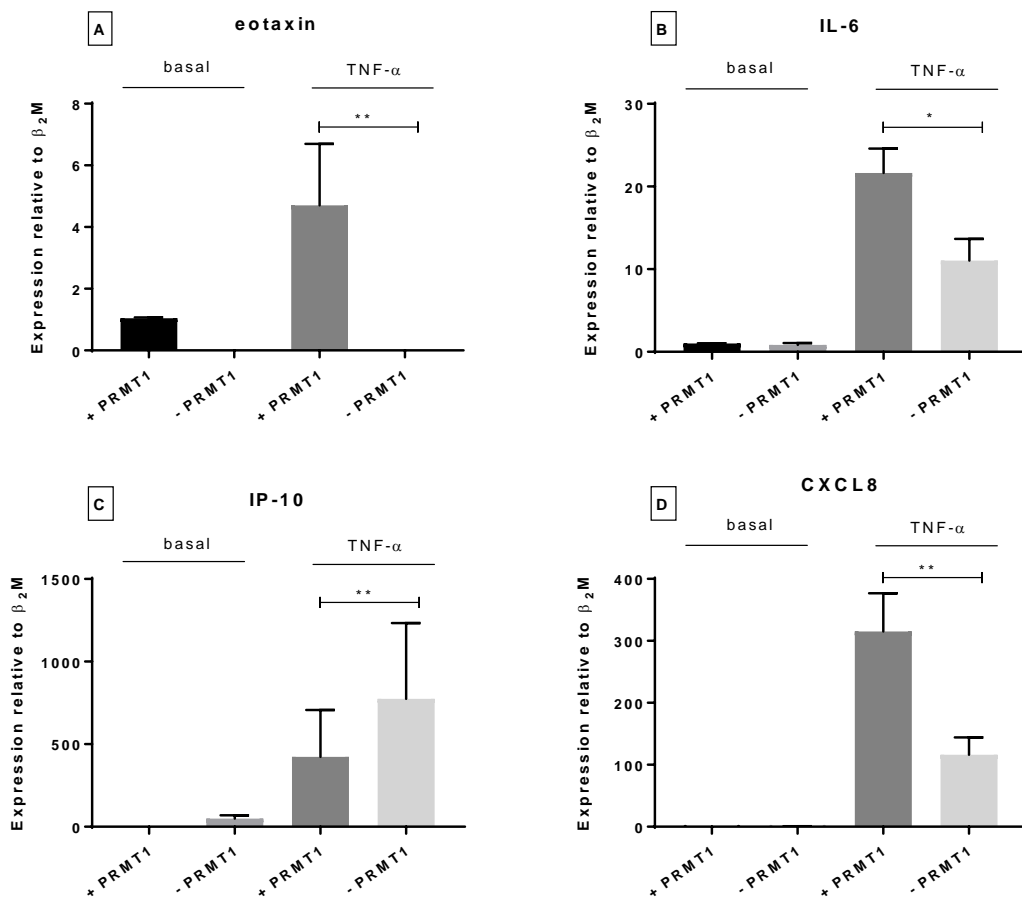 A
eotaxin
basal
TNF-α
**
Expression relative to β2M
8
6
4
2
0
+ PRMT1
- PRMT1
+ PRMT1
- PRMT1
B
IL-6
basal
TNF-α
*
Expression relative to β2M
30
20
10
0
+ PRMT1
- PRMT1
+ PRMT1
- PRMT1
C
IP-10
basal
TNF-α
**
Expression relative to β2M
1500
1000
500
0
+ PRMT1
- PRMT1
+ PRMT1
- PRMT1
D
CXCL8
basal
TNF-α
**
Expression relative to β2M
400
300
200
100
0
+ PRMT1
- PRMT1
+ PRMT1
- PRMT1